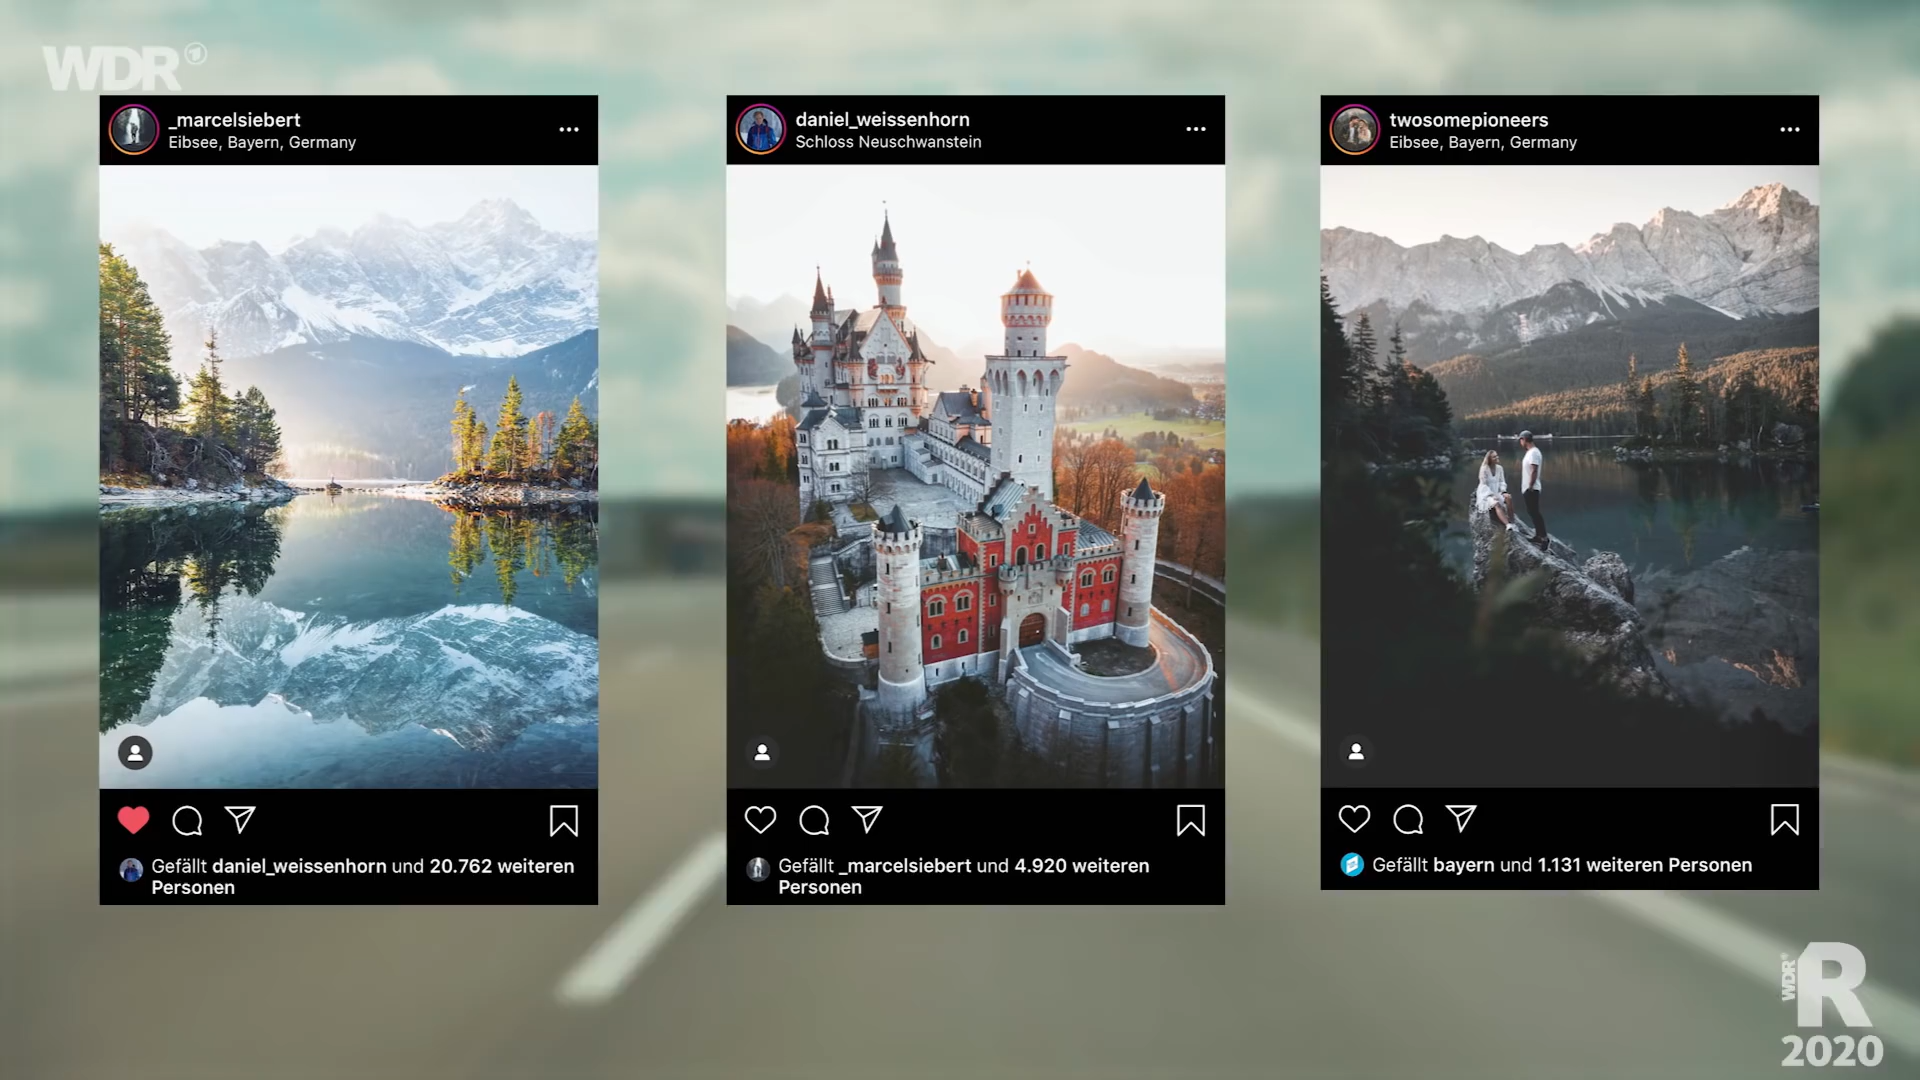 WDR
_marcelsiebert
Eibsee, Bayern, Germany
Gefällt daniel_weissenhorn und 20.762 weiteren
Personen
daniel_weissenhorn
Schloss Neuschwanstein
Gefällt _marcelsiebert und 4.920 weiteren
Personen
twosomepioneers
Eibsee, Bayern, Germany
Gefällt bayern und 1.131 weiteren Personen
WDR R
2020